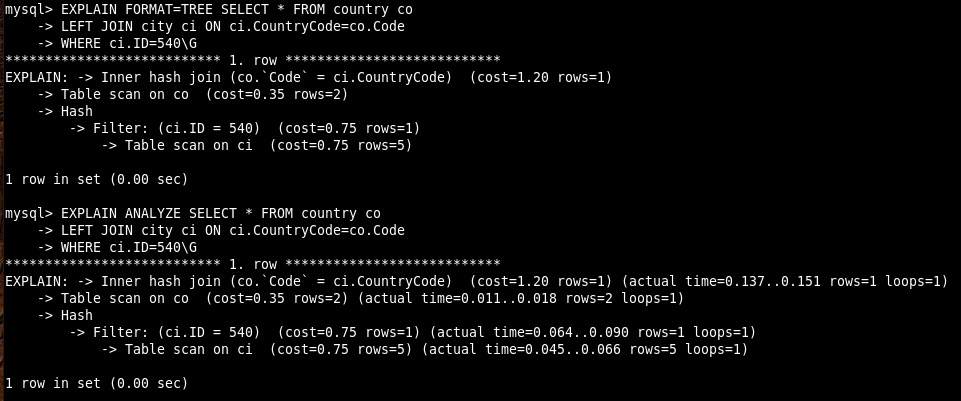 mysql> EXPLAIN FORMAT=TREE SELECT * FROM country co
    -> LEFT JOIN city ci ON ci.CountryCode=co.Code
    -> WHERE ci.ID=540\G
*************************** 1. row ***************************
EXPLAIN: -> Inner hash join (co.`Code` = ci.CountryCode)  (cost=1.20 rows=1)
    -> Table scan on co  (cost=0.35 rows=2)
    -> Hash
        -> Filter: (ci.ID = 540)  (cost=0.75 rows=1)
            -> Table scan on ci  (cost=0.75 rows=5)

1 row in set (0.00 sec)

mysql> EXPLAIN ANALYZE SELECT * FROM country co
    -> LEFT JOIN city ci ON ci.CountryCode=co.Code
    -> WHERE ci.ID=540\G
*************************** 1. row ***************************
EXPLAIN: -> Inner hash join (co.`Code` = ci.CountryCode)  (cost=1.20 rows=1) (actual time=0.137..0.151 rows=1 loops=1)
    -> Table scan on co  (cost=0.35 rows=2) (actual time=0.011..0.018 rows=2 loops=1)
    -> Hash
        -> Filter: (ci.ID = 540)  (cost=0.75 rows=1) (actual time=0.064..0.090 rows=1 loops=1)
            -> Table scan on ci  (cost=0.75 rows=5) (actual time=0.045..0.066 rows=5 loops=1)

1 row in set (0.00 sec)